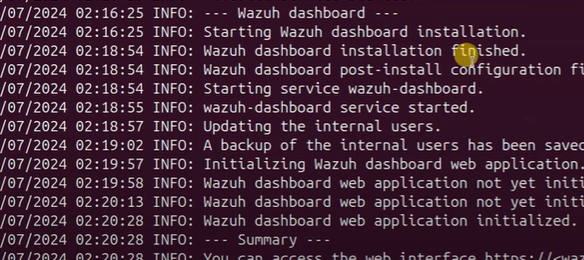 /07/2024 02:16:25 INFO: --- Wazuh dashboard ---
/07/2024 02:16:25 INFO: Starting Wazuh dashboard installation.
/07/2024 02:18:54 INFO: Wazuh dashboard installation finished.
/07/2024 02:18:54 INFO: Wazuh dashboard post-install configuration fi
/07/2024 02:18:54 INFO: Starting service wazuh-dashboard.
/07/2024 02:18:55 INFO: wazuh-dashboard service started.
/07/2024 02:18:57 INFO: Updating the internal users.
/07/2024 02:19:02 INFO: A backup of the internal users has been saved
/07/2024 02:19:57 INFO: Initializing Wazuh dashboard web application.
/07/2024 02:19:58 INFO: Wazuh dashboard web application not yet initi
/07/2024 02:20:13 INFO: Wazuh dashboard web application not yet initi
/07/2024 02:20:28 INFO: Wazuh dashboard web application initialized.
/07/2024 02:20:28 INFO: --- Summary ---
/07/2024 02:20:28 INFO: You can access the web interface https://<waz